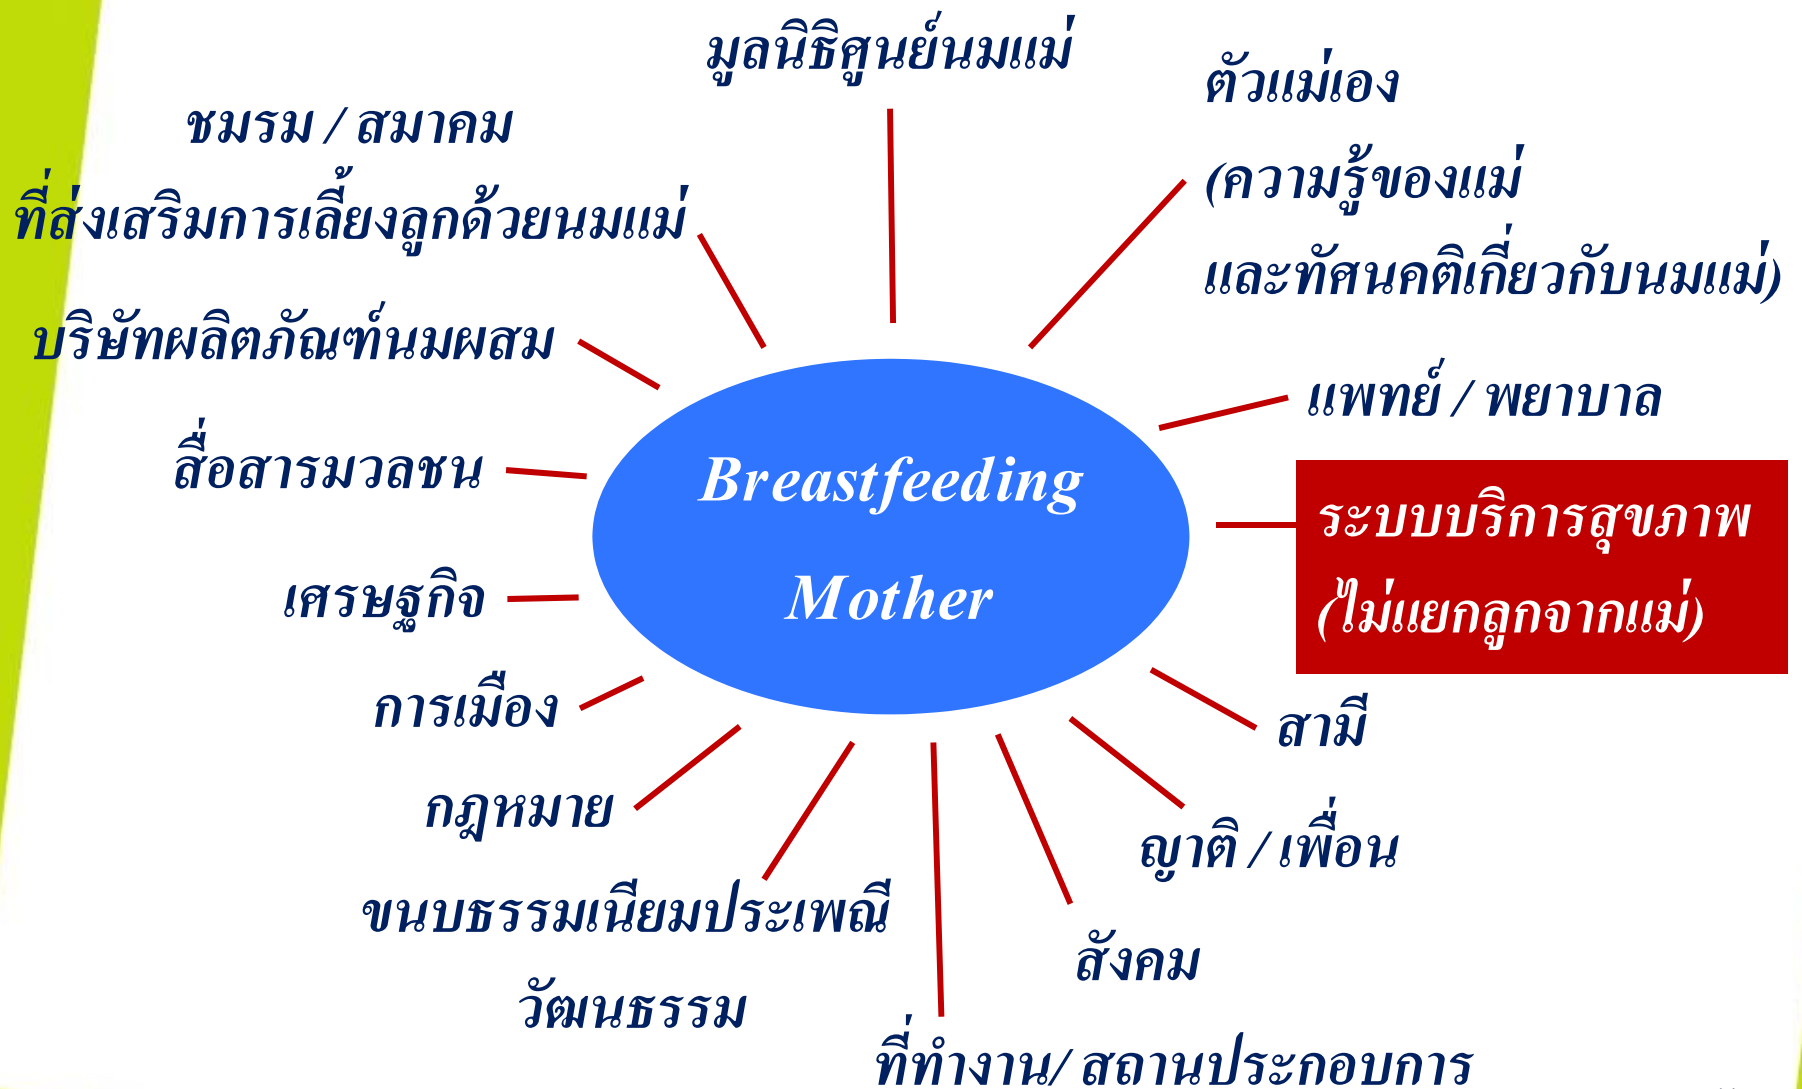 มูลนิธิศูนย์นมแม่
ตัวแม่เอง
(ความรู้ของแม่
และทัศนคติเกี่ยวกับนมแม่)
แพทย์ / พยาบาล
ระบบบริการสุขภาพ
(ไม่แยกลูกจากแม่)
สามี
ญาติ / เพื่อน
สังคม
ที่ทำงาน/ สถานประกอบการ
ขนบธรรมเนียมประเพณี
วัฒนธรรม
กฎหมาย
การเมือง
เศรษฐกิจ
สื่อสารมวลชน
บริษัทผลิตภัณฑ์นมผสม
ชมรม / สมาคม
ที่ส่งเสริมการเลี้ยงลูกด้วยนมแม่
Breastfeeding
Mother